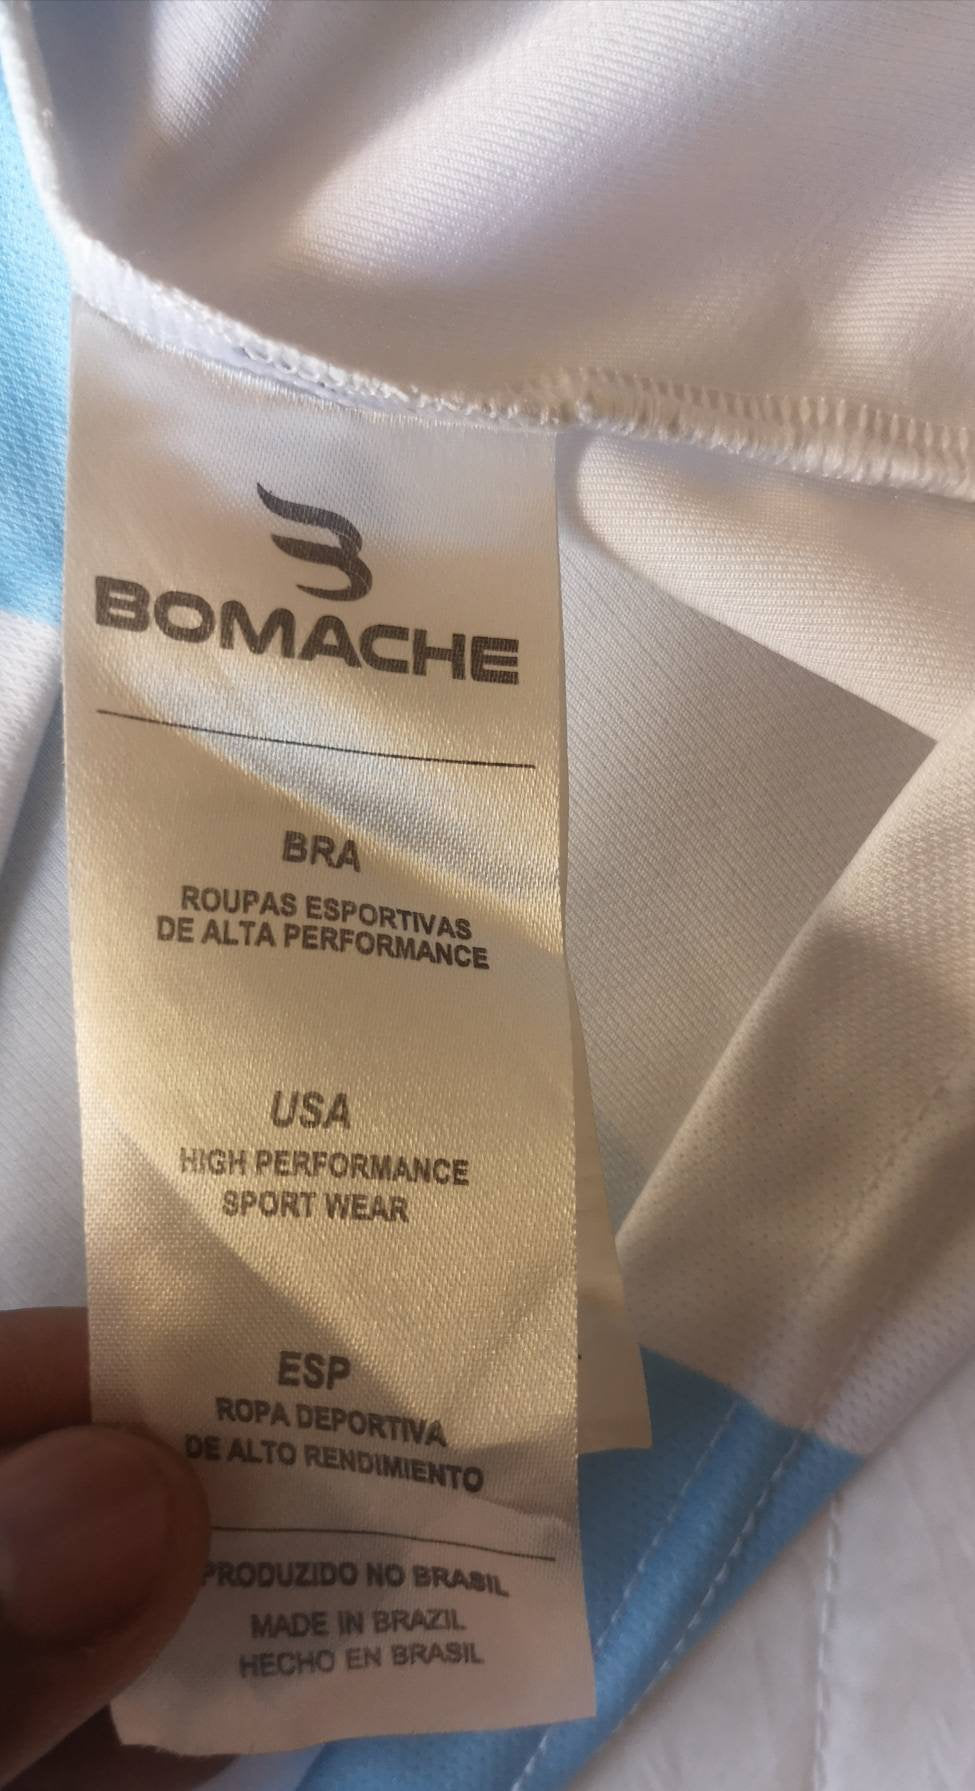 BOMACHE
BRA
ROUPAS ESPORTIVAS
DE ALTA PERFORMANCE
USA
HIGH PERFORMANCE
SPORT WEAR
ESP
ROPA DEPORTIVA
DE ALTO RENDIMIENTO
PRODUZIDO NO BRASIL
MADE IN BRAZIL
HECHO EN BRASIL